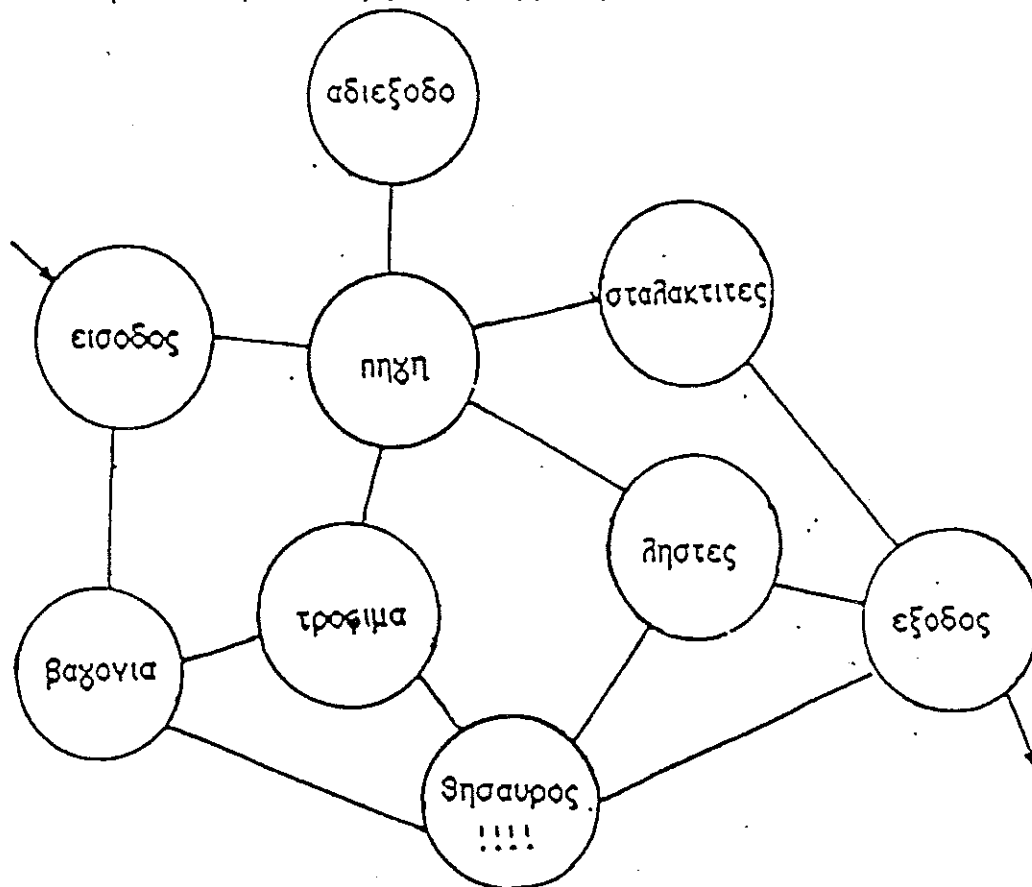 αδιεξοδο
σταλακτιτες
εισοδος
πηγη
ληστες
τροφιμα
εξοδος
βαγονια
θησαυρος
!!!!